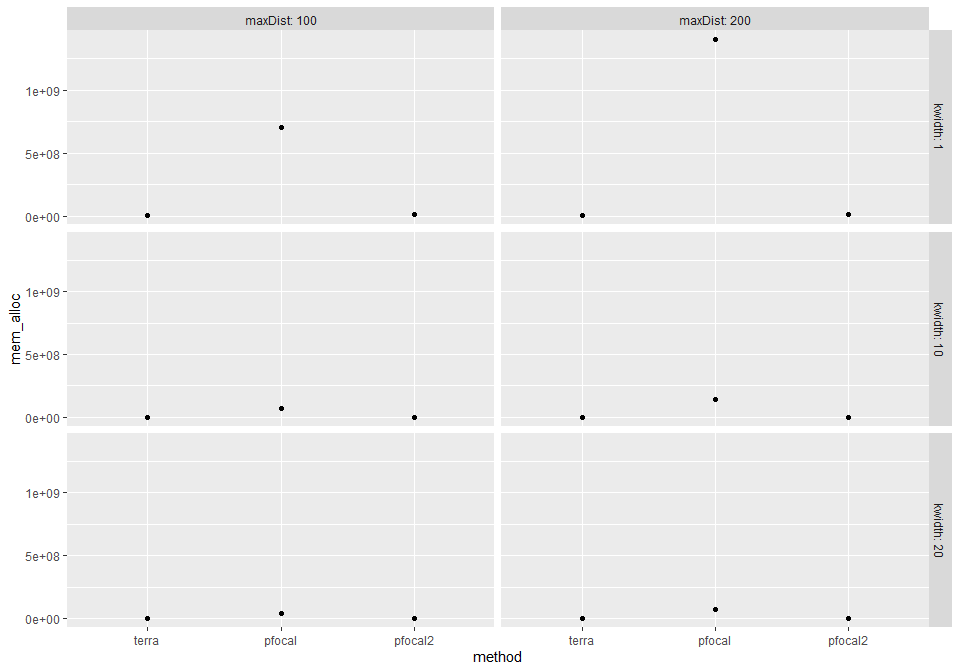 maxDist: 100
maxDist: 200
1e+09
5e+08
0e+00
kwidth: 1
1e+09
5e+08
0e+00
kwidth: 10
mem_alloc
1e+09
5e+08
0e+00
kwidth: 20
terra pfocal pfocal2
terra pfocal pfocal2
method